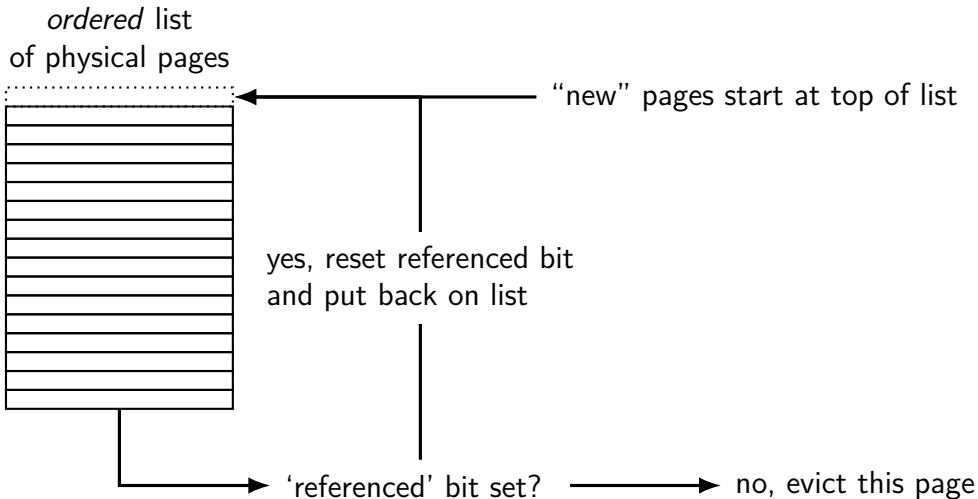 ordered list
of physical pages
“new” pages start at top of list
yes, reset referenced bit
and put back on list
‘referenced’ bit set?
no, evict this page